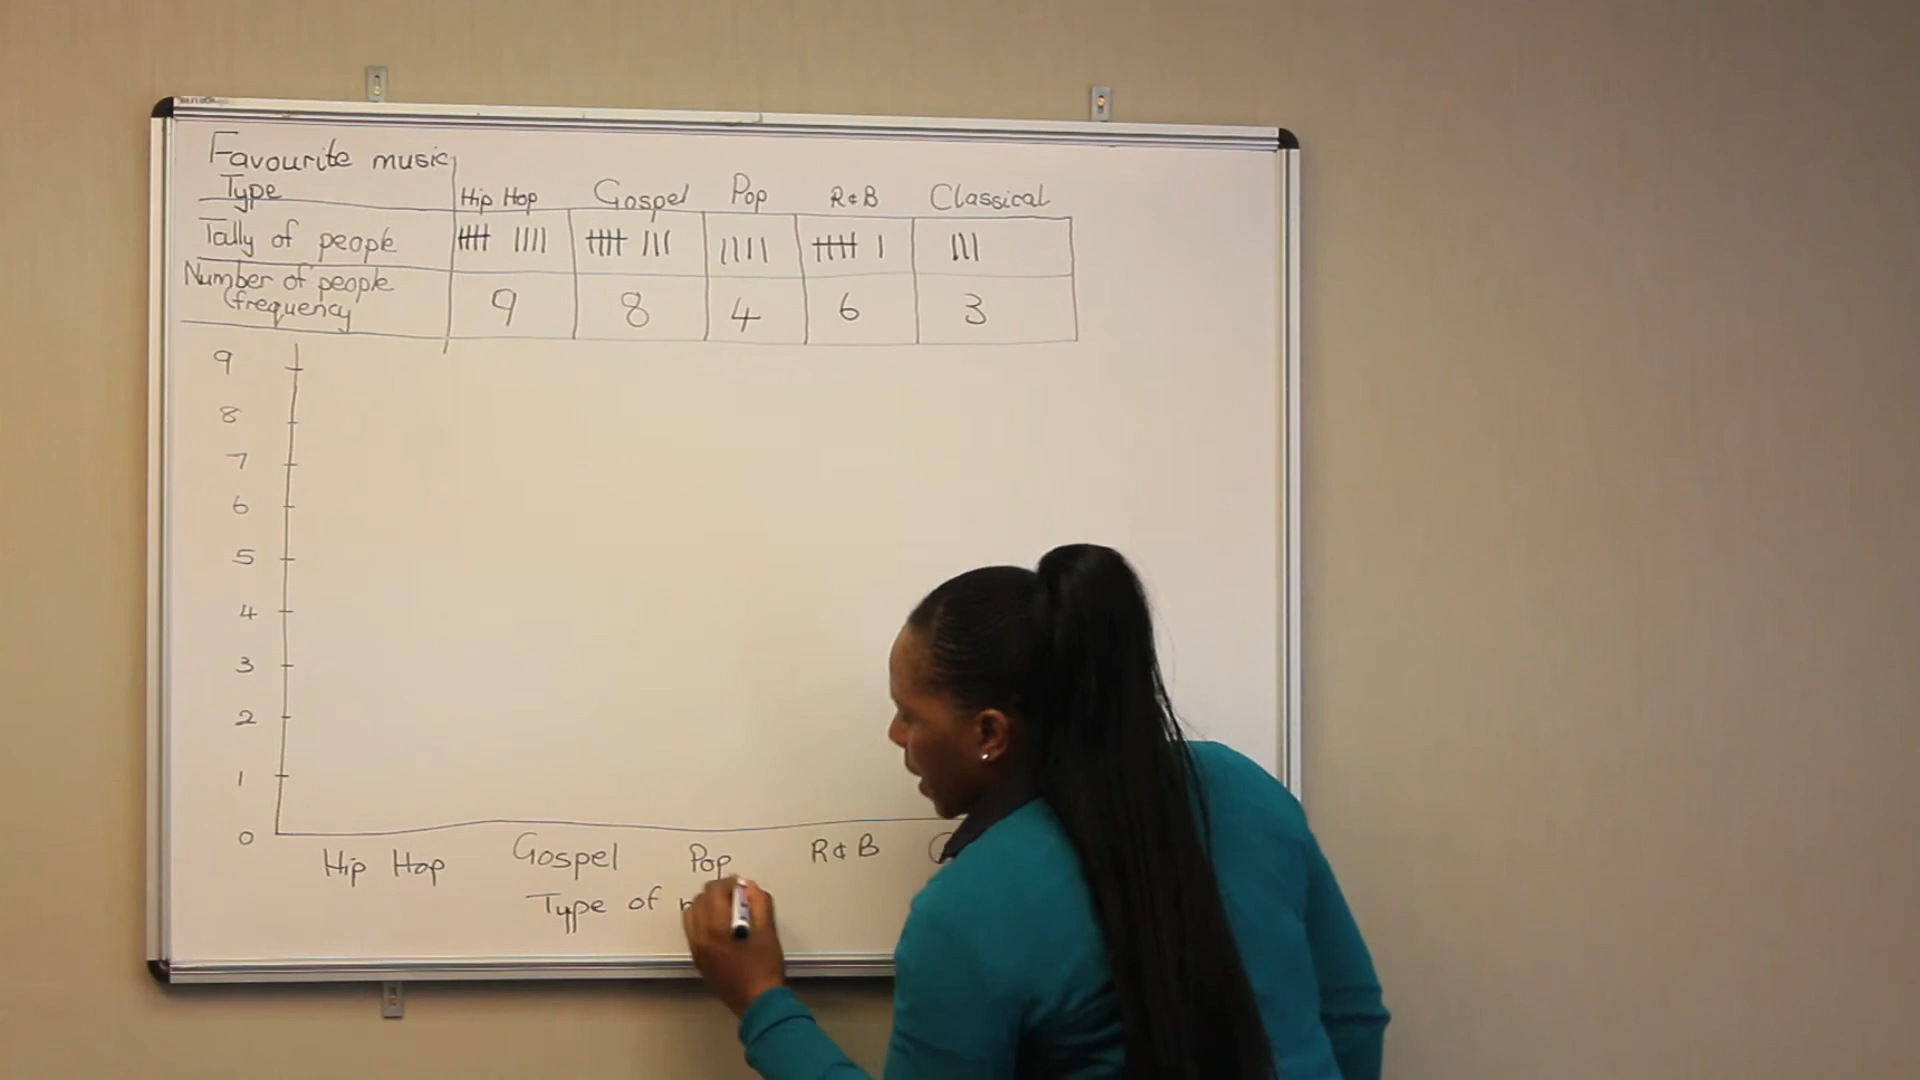 Favourite music
Type Hip Hop Gospel Pop R&B Classical
Tally of people
Number of people 9 8 4 6 3
(frequency
9
8
7
6
5
4
3
2
1
0
Hip Hop Gospel Pop R&B
Type of